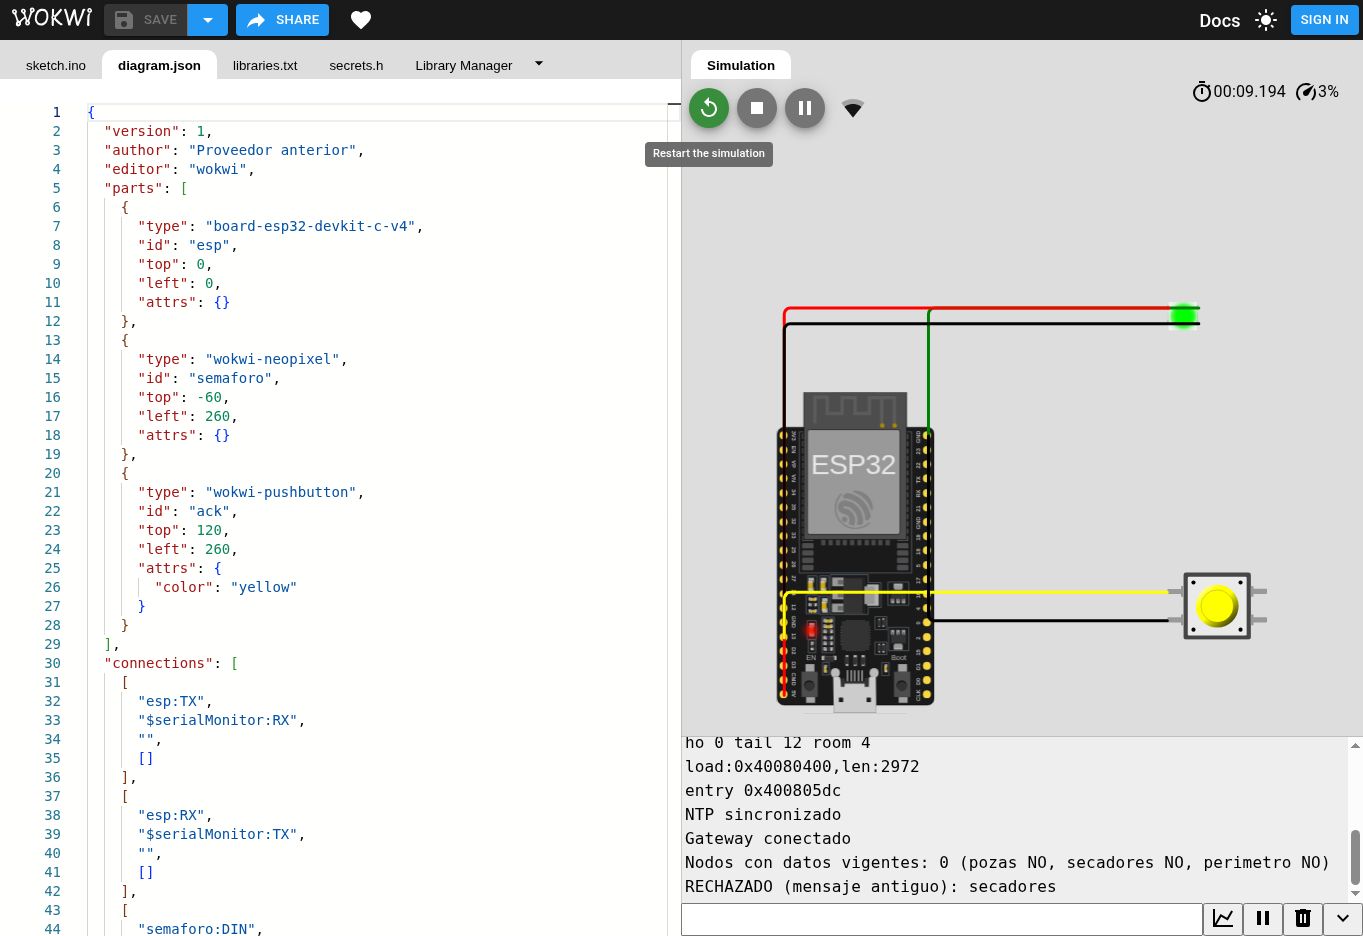 WOKWI
SAVE
SHARE
Docs
SIGN IN
sketch.ino
diagram.json
libraries.txt
secrets.h
Library Manager
Simulation
00:09.194
3%
Restart the simulation
1 {
2 "version": 1,
3 "author": "Proveedor anterior",
4 "editor": "wokwi",
5 "parts": [
6 {
7 "type": "board-esp32-devkit-c-v4",
8 "id": "esp",
9 "top": 0,
10 "left": 0,
11 "attrs": {}
12 },
13 {
14 "type": "wokwi-neopixel",
15 "id": "semaforo",
16 "top": -60,
17 "left": 260,
18 "attrs": {}
19 },
20 {
21 "type": "wokwi-pushbutton",
22 "id": "ack",
23 "top": 120,
24 "left": 260,
25 "attrs": {
26 "color": "yellow"
27 }
28 }
29 ],
30 "connections": [
31 [
32 "esp:TX",
33 "$serialMonitor:RX",
34 "",
35 []
36 ],
37 [
38 "esp:RX",
39 "$serialMonitor:TX",
40 "",
41 []
42 ],
43 [
44 "semaforo:DIN",
ESP32
EN
Boot
ho 0 tail 12 room 4
load:0x40080400,len:2972
entry 0x400805dc
NTP sincronizado
Gateway conectado
Nodos con datos vigentes: 0 (pozas NO, secadores NO, perimetro NO)
RECHAZADO (mensaje antiguo): secadores